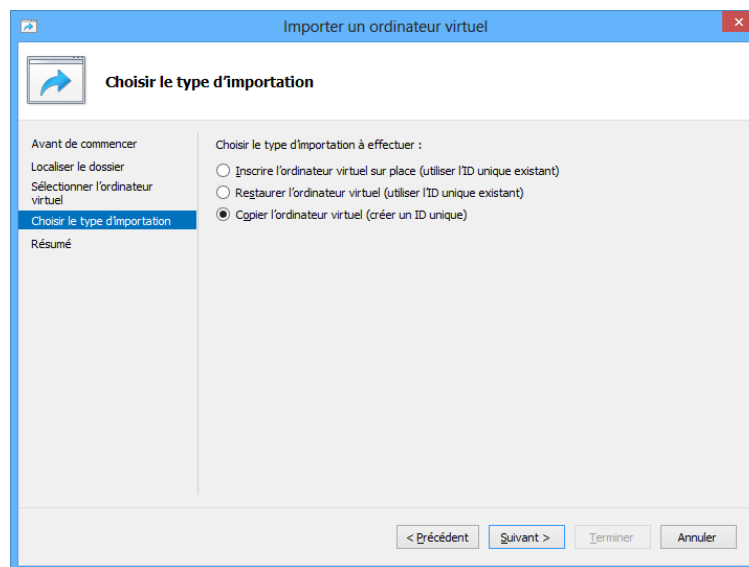 Importer un ordinateur virtuel
Choisir le type d'importation
Avant de commencer
Localiser le dossier
Sélectionner l'ordinateur
virtuel
Choisir le type d'importation
Résumé
Choisir le type d'importation à effectuer :
Inscrire l'ordinateur virtuel sur place (utiliser l'ID unique existant)
Restaurer l'ordinateur virtuel (utiliser l'ID unique existant)
Copier l'ordinateur virtuel (créer un ID unique)
< Précédent
Suivant >
Terminer
Annuler